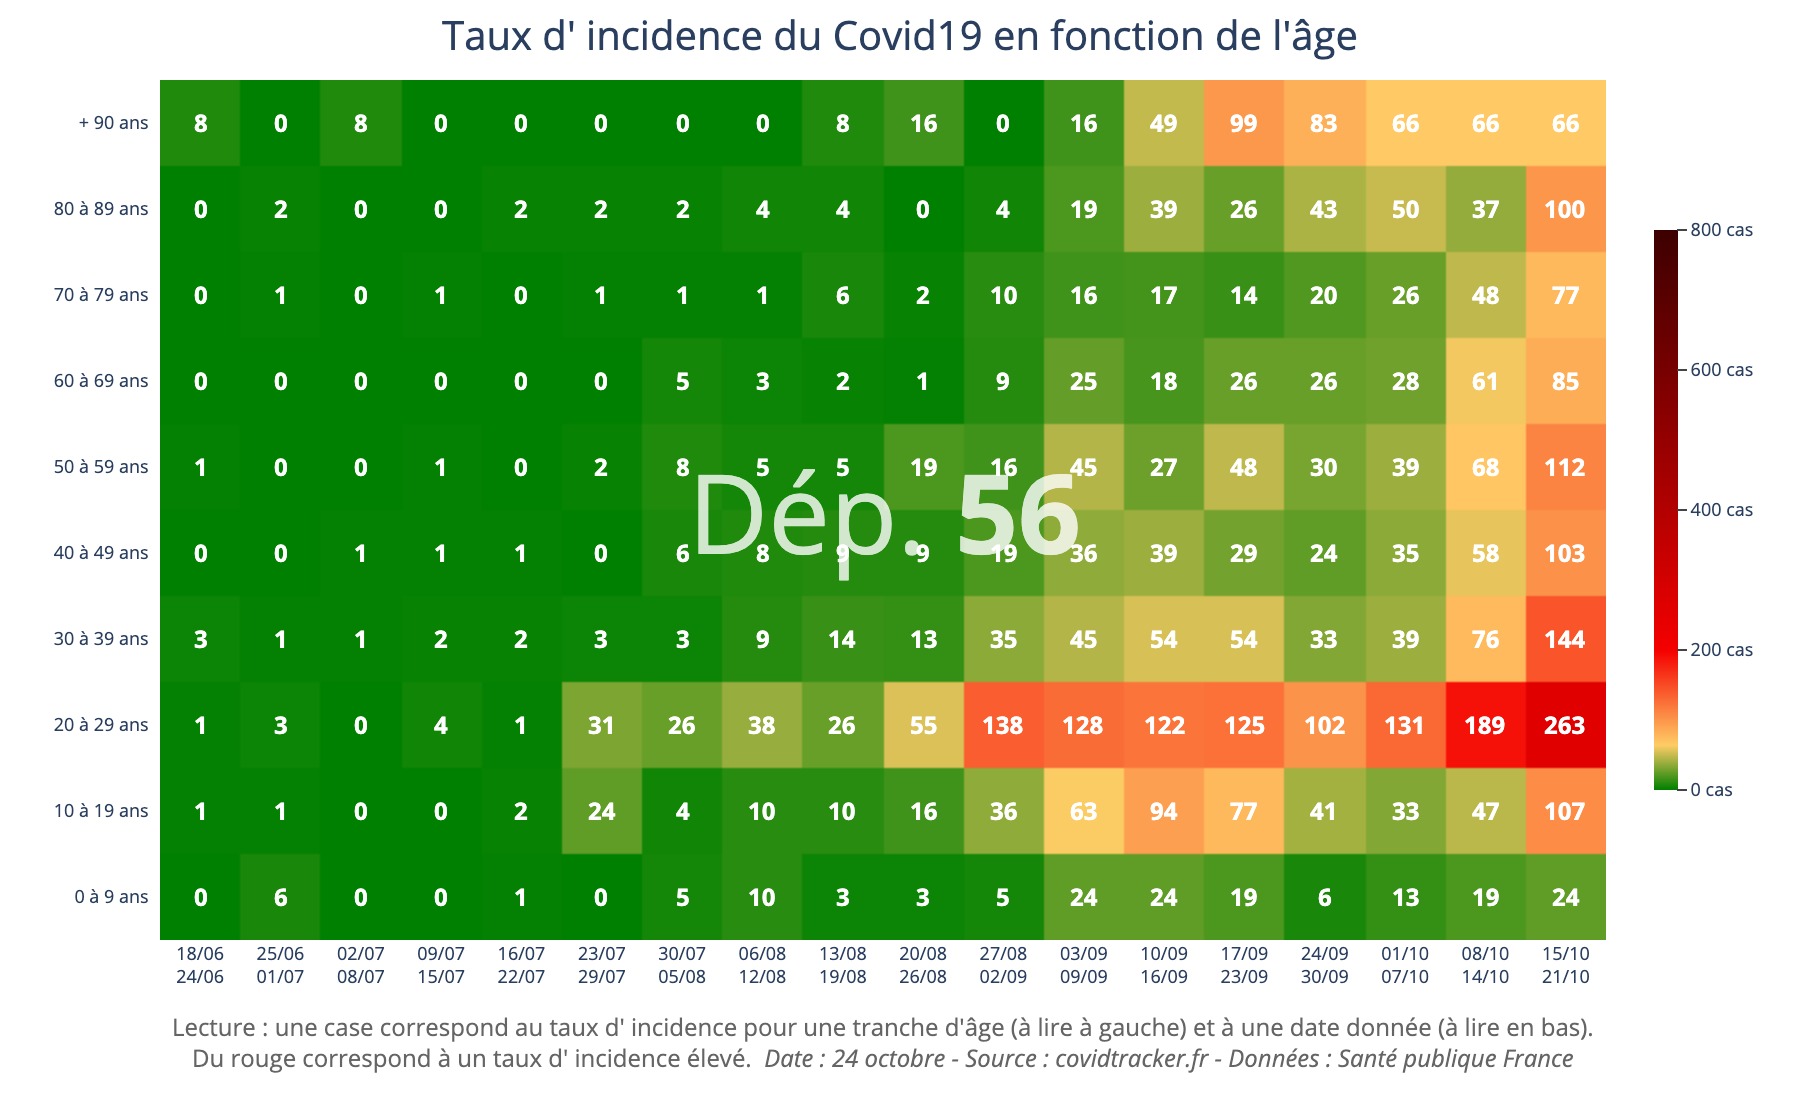 Taux d' incidence du Covid19 en fonction de l'âge
+ 90 ans 8 0 8 0 0 0 0 0 8 16 0 16 49 99 83 66 66 66
80 à 89 ans 0 2 0 0 2 2 2 4 4 0 4 19 39 26 43 50 37 100
70 à 79 ans 0 1 0 1 0 1 1 1 6 2 10 16 17 14 20 26 48 77
60 à 69 ans 0 0 0 0 0 0 5 3 2 1 9 25 18 26 26 28 61 85
50 à 59 ans 1 0 0 1 0 2 8 5 5 19 16 45 27 48 30 39 68 112
Dép. 56
40 à 49 ans 0 0 1 1 1 0 6 8 9 9 19 36 39 29 24 35 58 103
30 à 39 ans 3 1 1 2 2 3 3 9 14 13 35 45 54 54 33 39 76 144
20 à 29 ans 1 3 0 4 1 31 26 38 26 55 138 128 122 125 102 131 189 263
10 à 19 ans 1 1 0 0 2 24 4 10 10 16 36 63 94 77 41 33 47 107
0 à 9 ans 0 6 0 0 1 0 5 10 3 3 5 24 24 19 6 13 19 24
18/06 25/06 02/07 09/07 16/07 23/07 30/07 06/08 13/08 20/08 27/08 03/09 10/09 17/09 24/09 01/10 08/10 15/10
24/06 01/07 08/07 15/07 22/07 29/07 05/08 12/08 19/08 26/08 02/09 09/09 16/09 23/09 30/09 07/10 14/10 21/10
800 cas
600 cas
400 cas
200 cas
0 cas
Lecture : une case correspond au taux d' incidence pour une tranche d'âge (à lire à gauche) et à une date donnée (à lire en bas).
Du rouge correspond à un taux d' incidence élevé. Date : 24 octobre - Source : covidtracker.fr - Données : Santé publique France